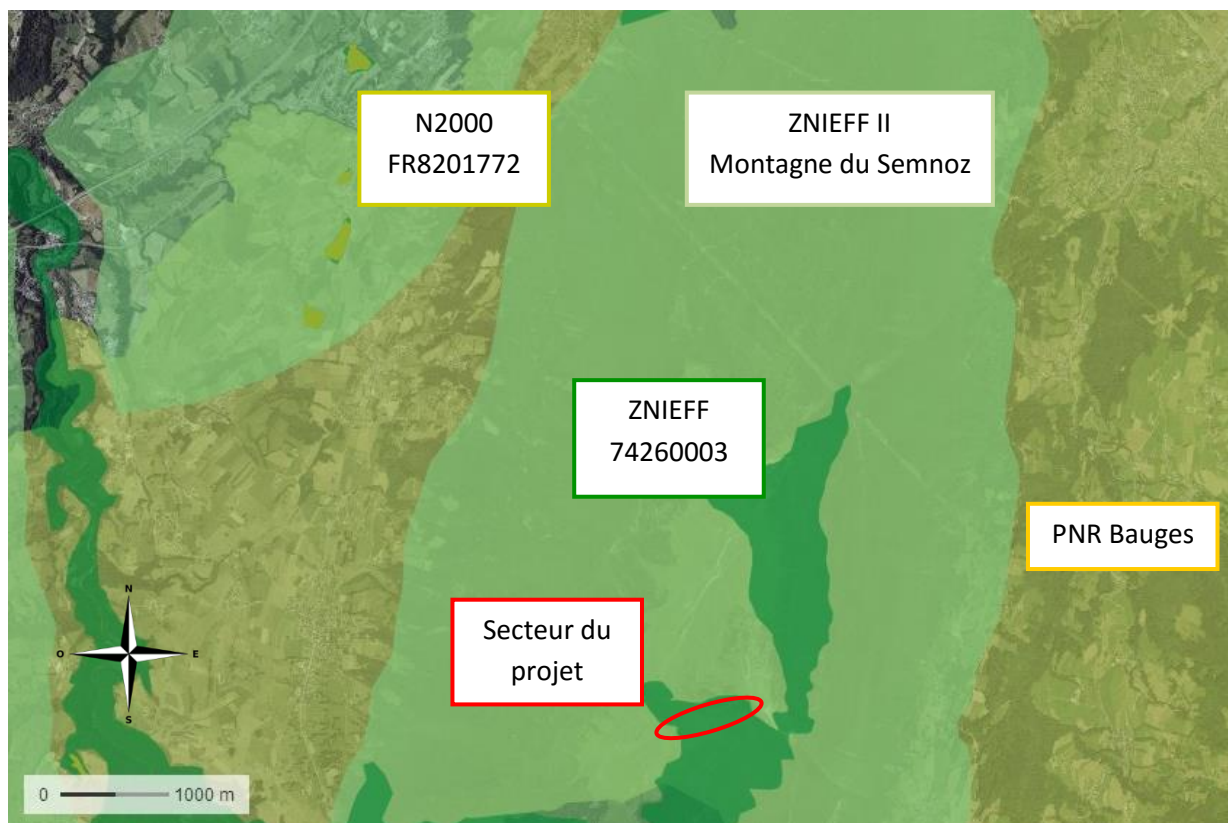 N2000
FR8201772
ZNIEFF II
Montagne du Semnoz
ZNIEFF
74260003
PNR Bauges
Secteur du
projet
N
O
E
S
0
1000 m